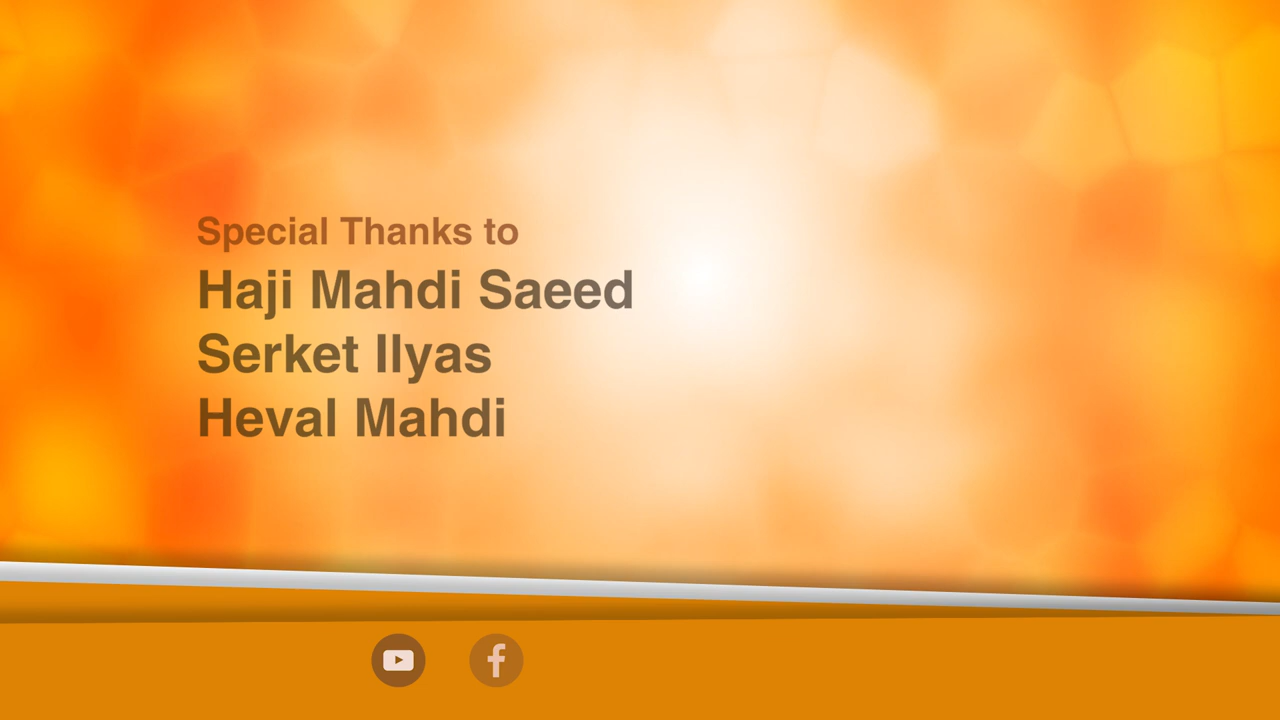 Special Thanks to
Haji Mahdi Saeed
Serket Ilyas
Heval Mahdi